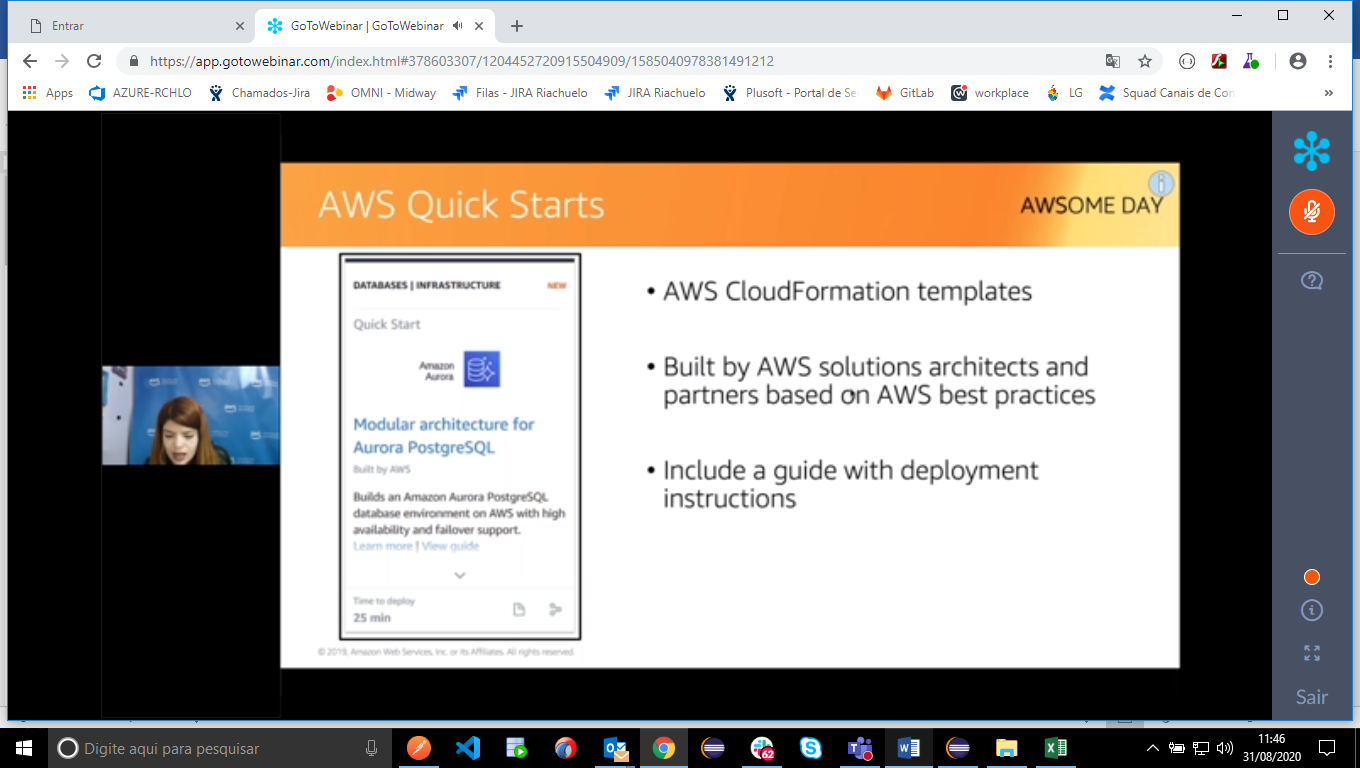 Entrar
GoToWebinar | GoToWebinar
https://app.gotowebinar.com/index.html#378603307/1204452720915504909/1585040978381491212
Apps AZURE-RCHLO Chamados-Jira OMNI - Midway Filas - JIRA Riachuelo JIRA Riachuelo Plusoft - Portal de Se GitLab workplace LG Squad Canais de Con »
AWS Quick Starts
AWSOME DAY
DATABASES | INFRASTRUCTURE NEW
Quick Start
Amazon
Aurora
Modular architecture for
Aurora PostgreSQL
Built by AWS
Builds an Amazon Aurora PostgreSQL
database environment on AWS with high
availability and failover support.
Learn more | View guide
Time to deploy
25 min
© 2019, Amazon Web Services, Inc. or its Affiliates. All rights reserved.
• AWS CloudFormation templates
• Built by AWS solutions architects and
partners based on AWS best practices
• Include a guide with deployment
instructions
Sair
Digite aqui para pesquisar
62
11:46
31/08/2020